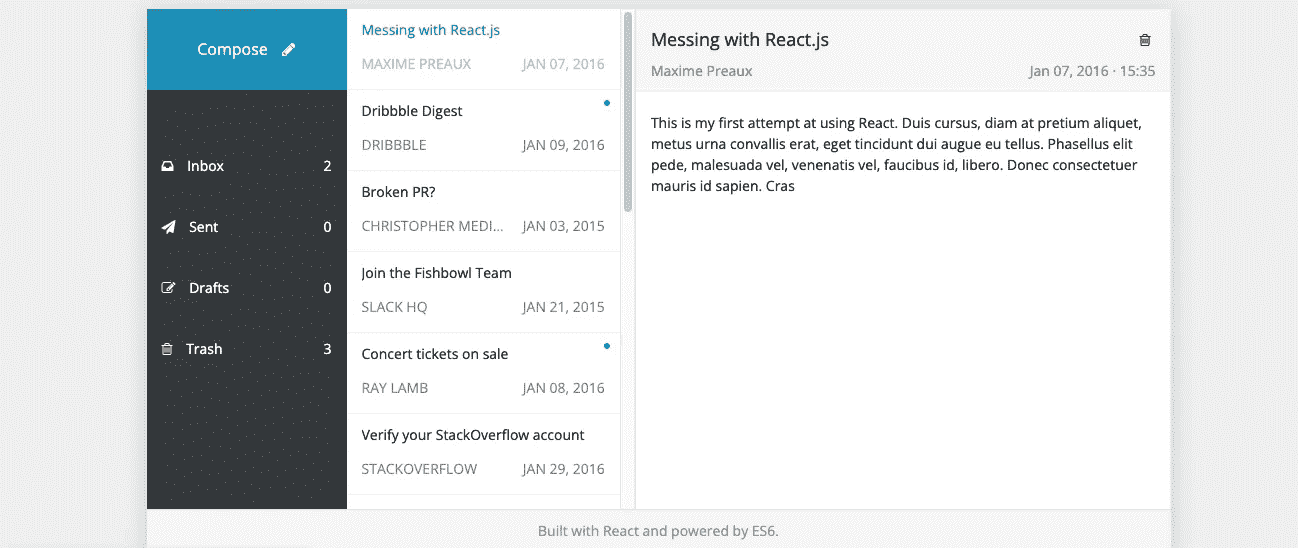 Compose
Inbox 2
Sent 0
Drafts 0
Trash 3
Messing with React.js
MAXIME PREAUX JAN 07, 2016
Dribbble Digest
DRIBBBLE JAN 09, 2016
Broken PR?
CHRISTOPHER MEDI... JAN 03, 2015
Join the Fishbowl Team
SLACK HQ JAN 21, 2015
Concert tickets on sale
RAY LAMB JAN 08, 2016
Verify your StackOverflow account
STACKOVERFLOW JAN 29, 2016
Messing with React.js
Maxime Preaux Jan 07, 2016 · 15:35
This is my first attempt at using React. Duis cursus, diam at pretium aliquet,
metus urna convallis erat, eget tincidunt dui augue eu tellus. Phasellus elit
pede, malesuada vel, venenatis vel, faucibus id, libero. Donec consectetuer
mauris id sapien. Cras
Built with React and powered by ES6.